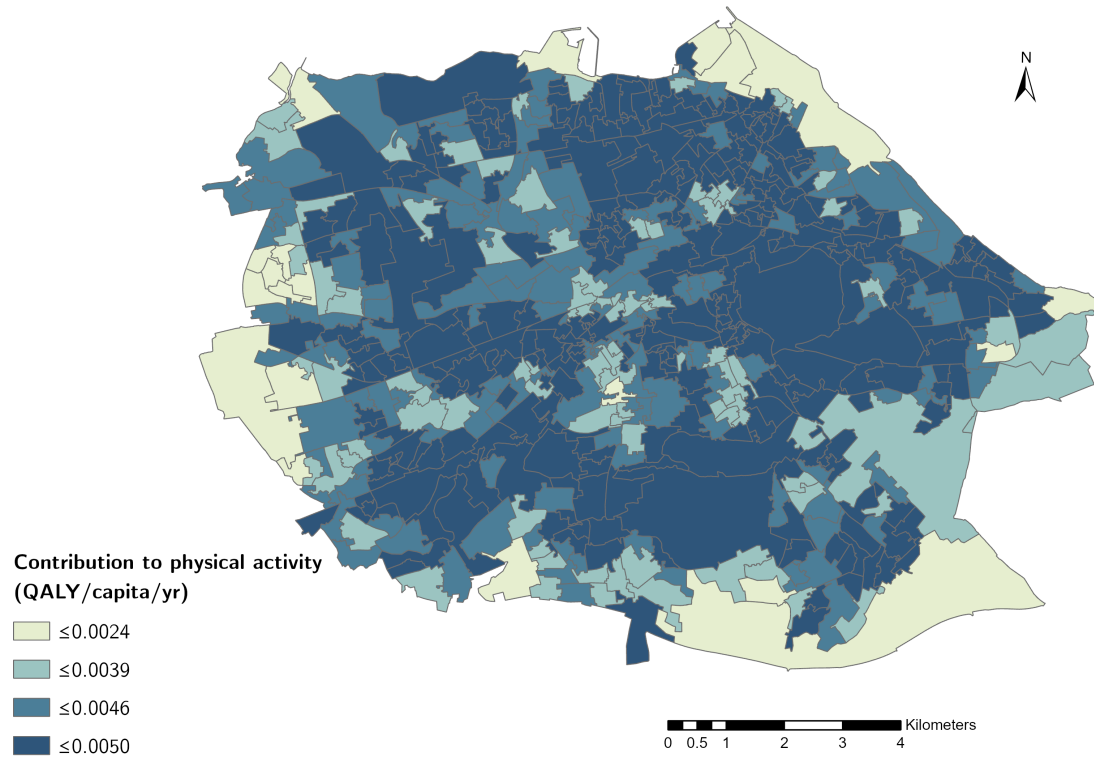 N
Contribution to physical activity
(QALY/capita/yr)
≤0.0024
≤0.0039
≤0.0046
≤0.0050
Kilometers
0 0.5 1 2 3 4